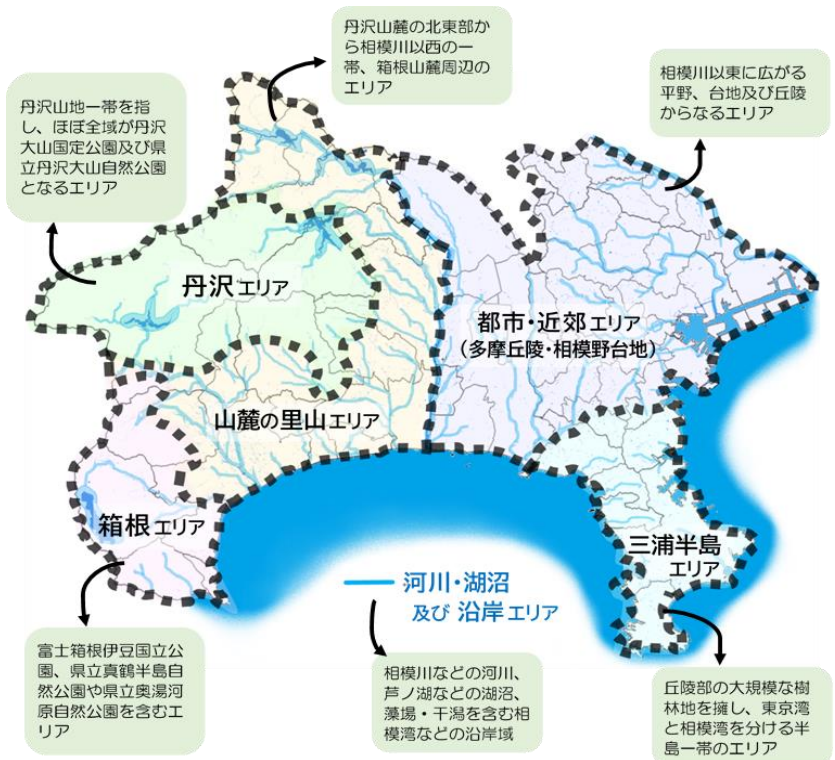 丹沢山麓の北東部か
ら相模川以西の一
帯、箱根山麓周辺の
エリア
相模川以東に広がる
平野、台地及び丘陵
からなるエリア
丹沢山地一帯を指
し、ほぼ全域が丹沢
大山国定公園及び県
立丹沢大山自然公園
となるエリア
丹沢エリア
都市・近郊エリア
(多摩丘陵・相模野台地)
山麓の里山エリア
箱根エリア
三浦半島
エリア
河川・湖沼
及び 沿岸エリア
富士箱根伊豆国立公
園、県立真鶴半島自
然公園や県立奥湯河
原自然公園を含むエ
リア
相模川などの河川、
芦ノ湖などの湖沼、
藻場・干潟を含む相
模湾などの沿岸域
丘陵部の大規模な樹
林地を擁し、東京湾
と相模湾を分ける半
島一帯のエリア